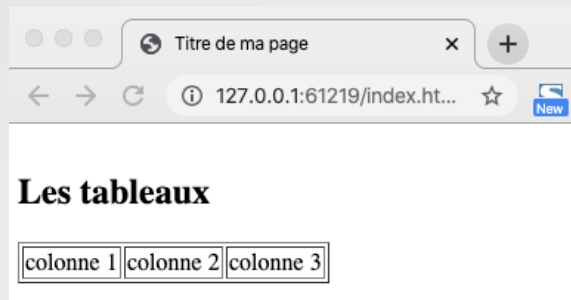 Titre de ma page
127.0.0.1:61219/index.ht...
New
Les tableaux
colonne 1 colonne 2 colonne 3